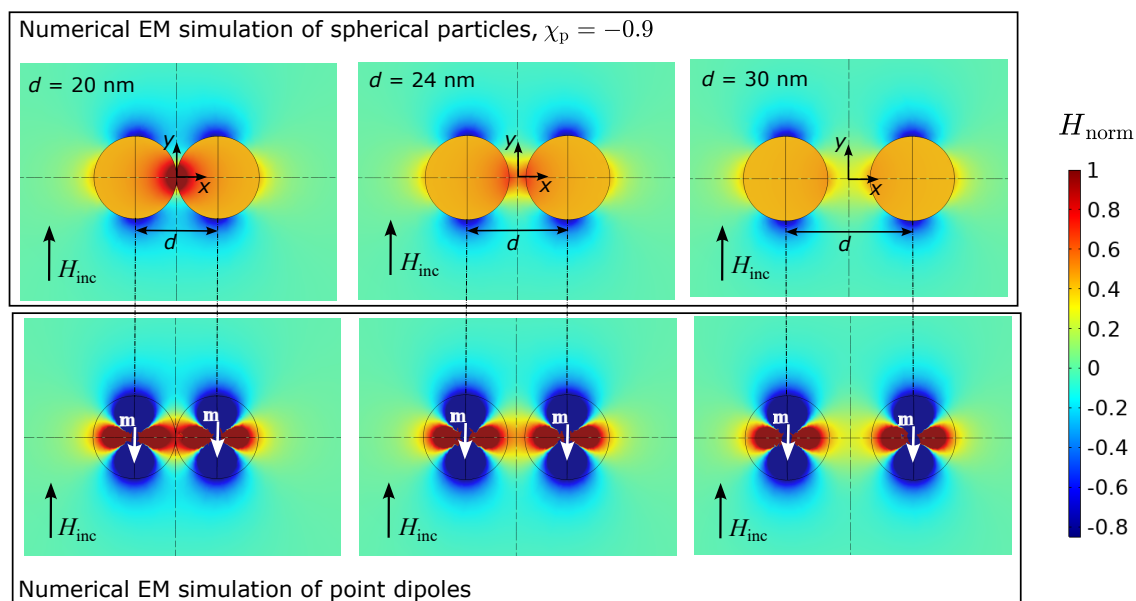 Numerical EM simulation of spherical particles, χp = −0.9
d = 20 nm
d = 24 nm
d = 30 nm
y
x
d
Hinc
y
x
d
Hinc
y
x
d
Hinc
Hnorm
1
0.8
0.6
0.4
0.2
0
-0.2
-0.4
-0.6
-0.8
m
m
Hinc
m
m
Hinc
m
m
Hinc
Numerical EM simulation of point dipoles